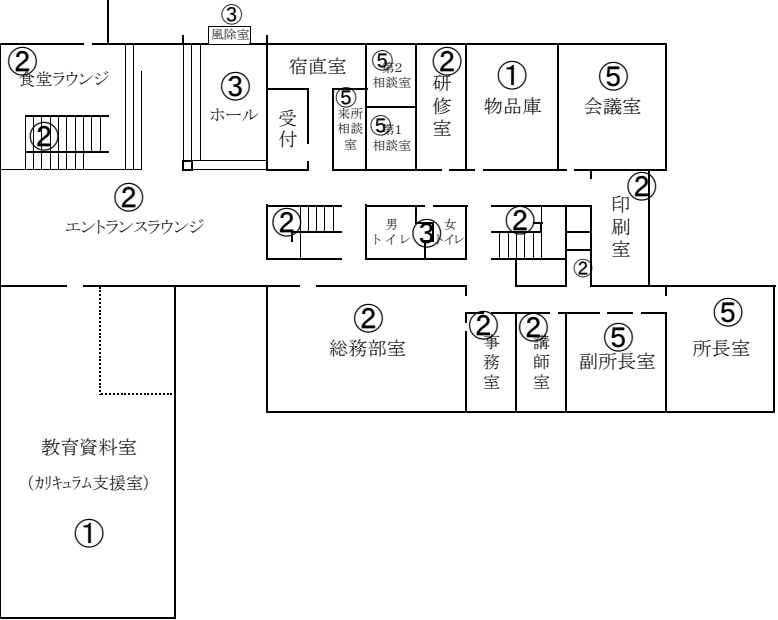 ③
風除室
②
食堂ラウンジ
③
ホール
宿直室
受付
⑤
第2
相談室
⑤
来所
相談
室
⑤
第1
相談室
②
研修室
①
物品庫
⑤
会議室
②
②
エントランスラウンジ
②
男
トイレ
③
女
トイレ
②
②
印刷室
②
②
総務部室
②
事務室
②
講師室
⑤
副所長室
⑤
所長室
教育資料室
(カリキュラム支援室)
①